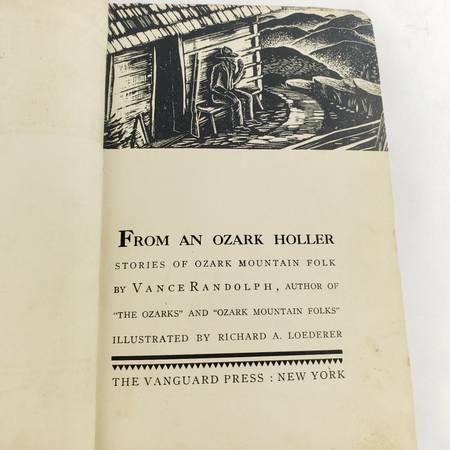 FROM AN OZARK HOLLER
STORIES OF OZARK MOUNTAIN FOLK
BY VANCE RANDOLPH, AUTHOR OF
"THE OZARKS" AND "OZARK MOUNTAIN FOLKS"
ILLUSTRATED BY RICHARD A. LOEDERER
THE VANGUARD PRESS : NEW YORK